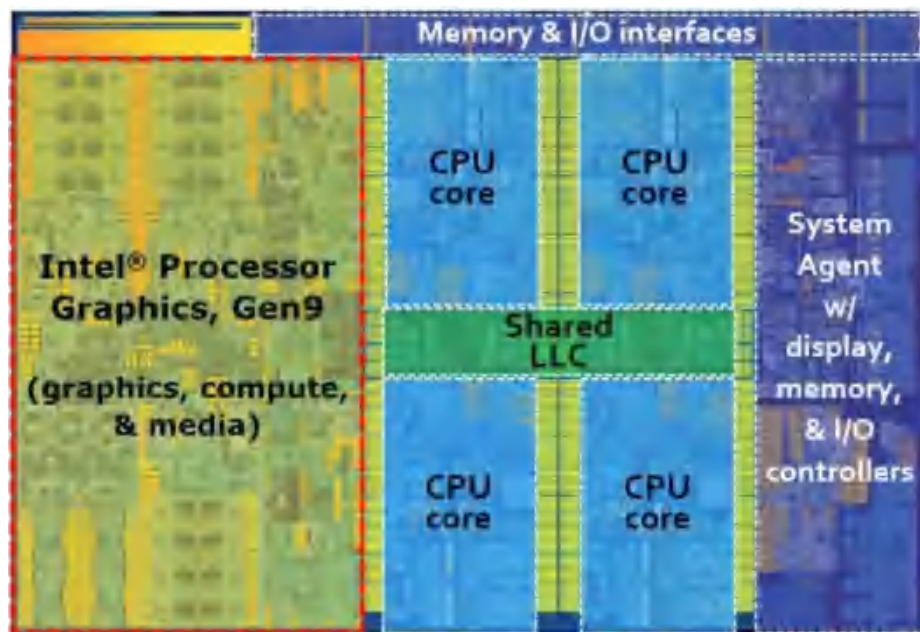 Memory & I/O interfaces
Intel® Processor
Graphics, Gen9
(graphics, compute,
& media)
CPU
core
CPU
core
Shared
LLC
CPU
core
CPU
core
System
Agent
w/
display,
memory,
& I/O
controllers